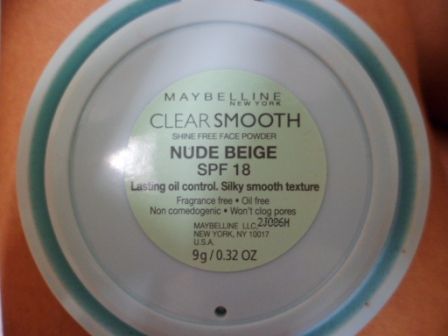 MAYBELLINE
NEW YORK
CLEAR SMOOTH
SHINE FREE FACE POWDER
NUDE BEIGE
SPF 18
Lasting oil control. Silky smooth texture
Fragrance free • Oil free
Non comedogenic • Won't clog pores
MAYBELLINE LLC.
23086H
NEW YORK, NY 10017
U.S.A.
9g / 0.32 OZ